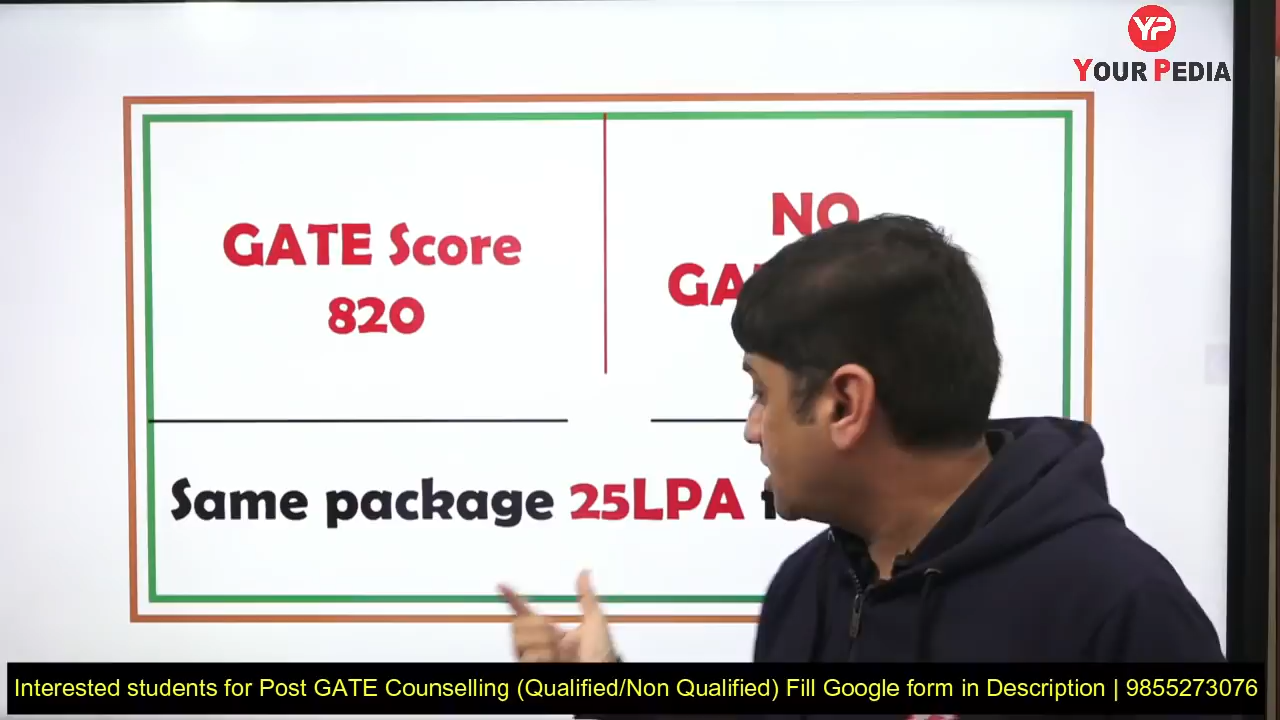 YP
YOUR PEDIA
GATE Score
820
NO
Same package 25LPA
Interested students for Post GATE Counselling (Qualified/Non Qualified) Fill Google form in Description | 9855273076